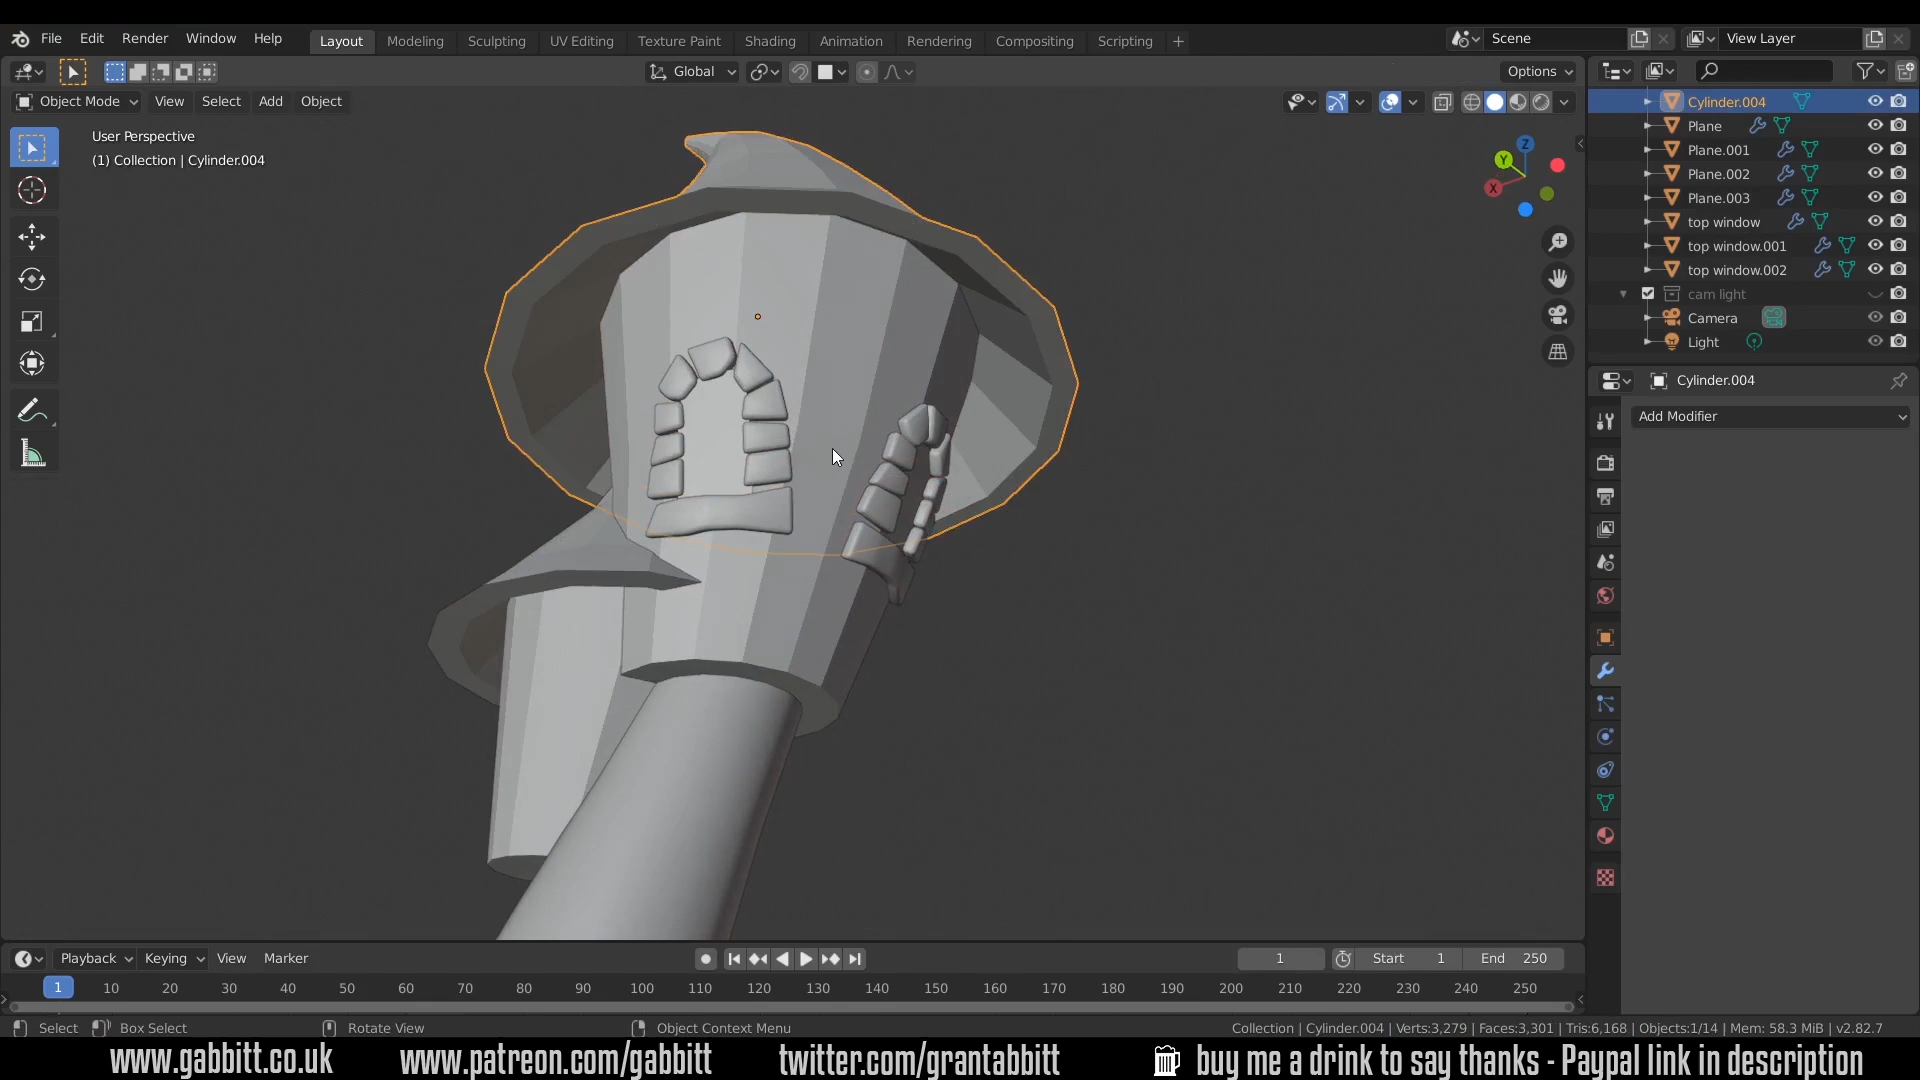 File Edit Render Window Help Layout Modeling Sculpting UV Editing Texture Paint Shading Animation Rendering Compositing Scripting + Scene View Layer
Global Options
Object Mode View Select Add Object
User Perspective
(1) Collection | Cylinder.004
Z
Y
X
Cylinder.004
Plane
Plane.001
Plane.002
Plane.003
top window
top window.001
top window.002
cam light
Camera
Light
Cylinder.004
Add Modifier
Playback Keying View Marker 1 Start 1 End 250
1 10 20 30 40 50 60 70 80 90 100 110 120 130 140 150 160 170 180 190 200 210 220 230 240 250
Select Box Select Rotate View Object Context Menu Collection | Cylinder.004 | Verts:3,279 | Faces:3,301 | Tris:6,168 | Objects:1/14 | Mem: 58.3 MiB | v2.82.7
www.gabbitt.co.uk www.patreon.com/gabbitt twitter.com/grantabbitt buy me a drink to say thanks - Paypal link in description